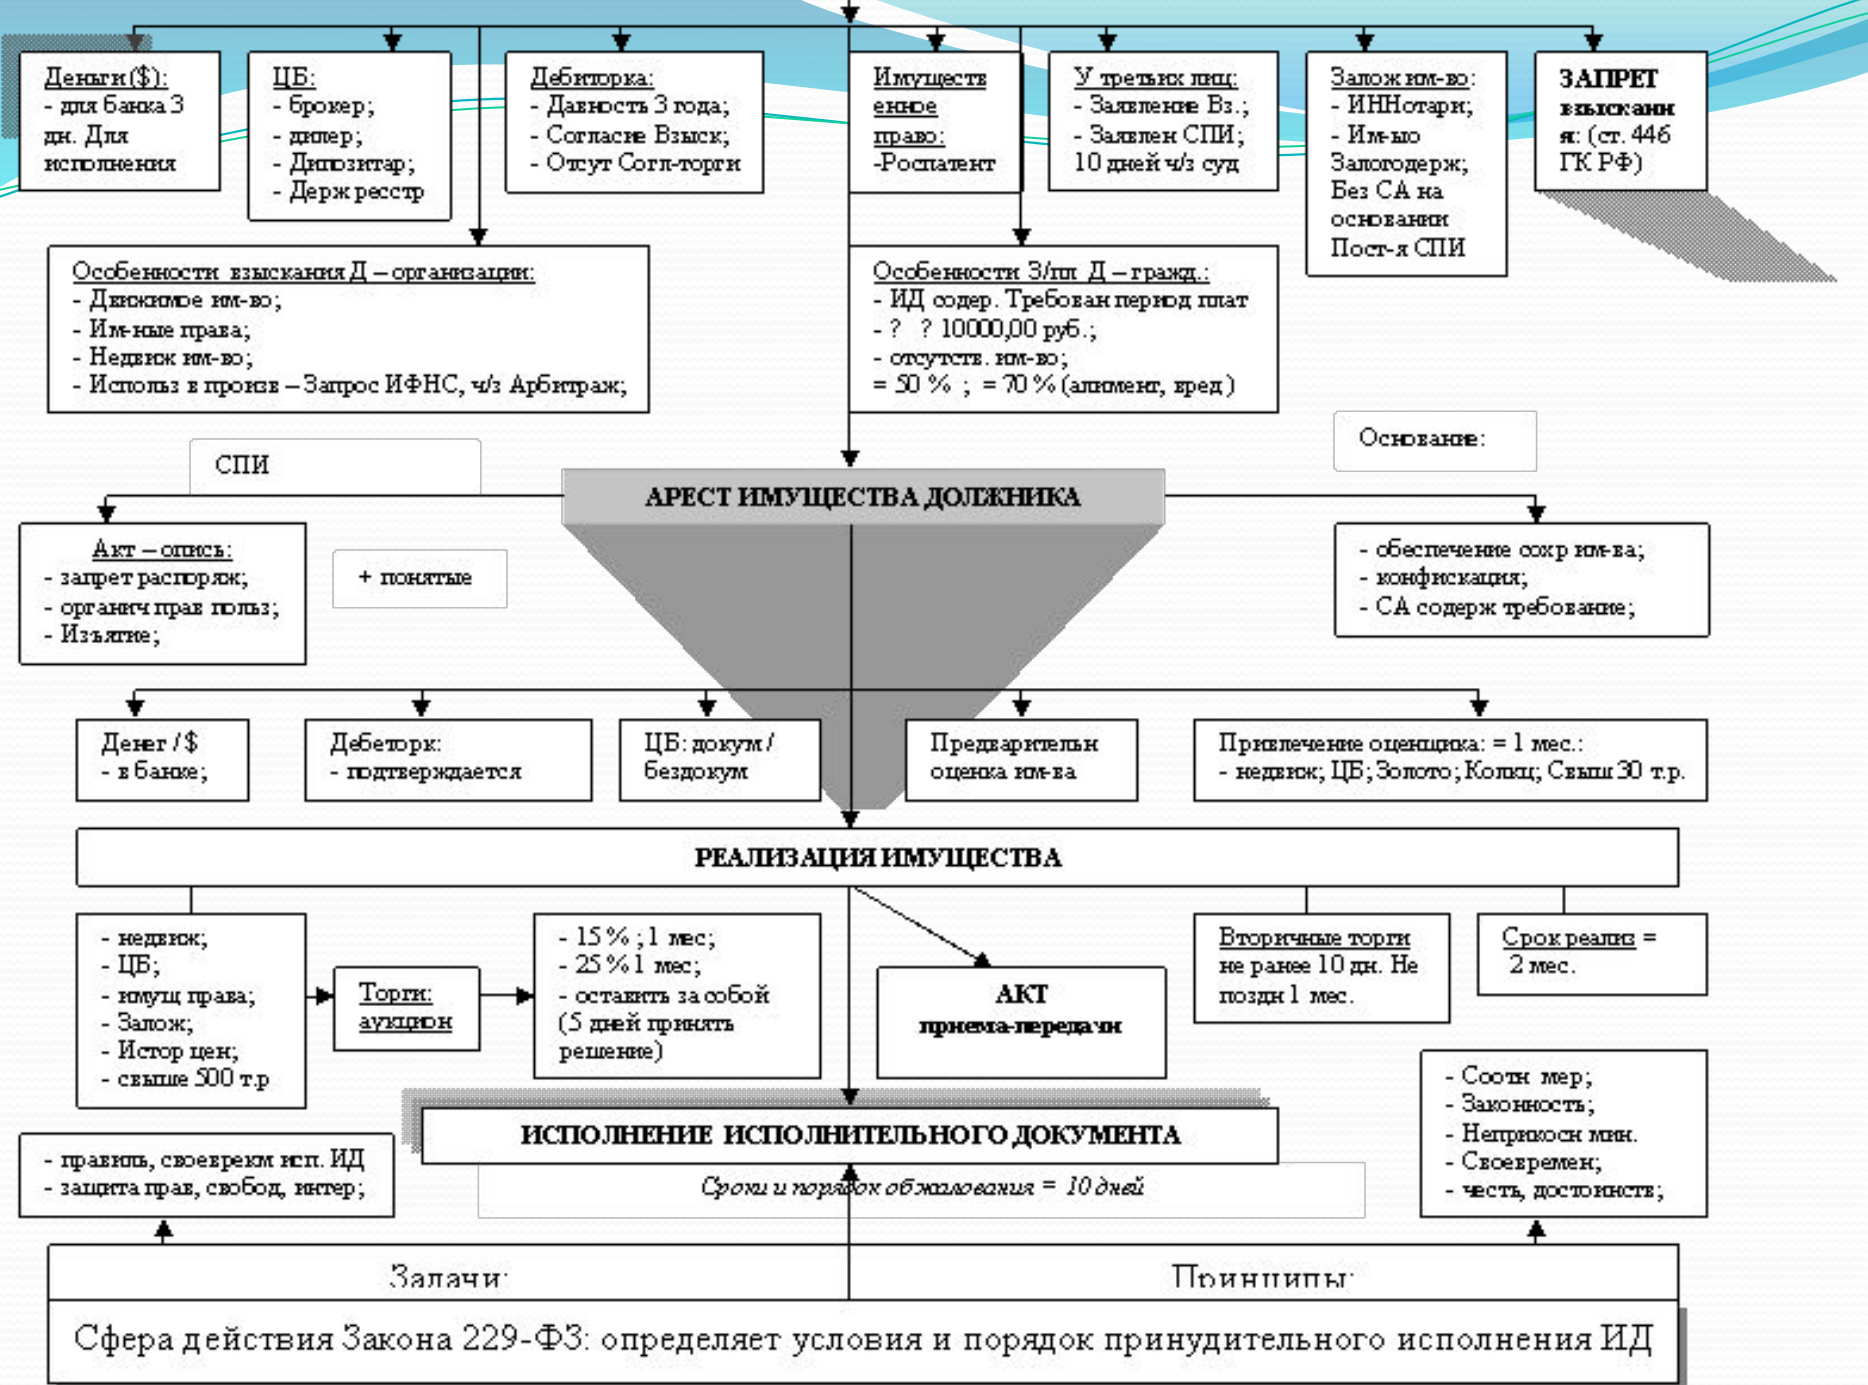 Деньги ($):
- для банка 3
дн. Для
исполнения
ЦБ:
- брокер;
- дилер;
- Дипозитар;
- Держ реестр
Дебиторка:
- Давность 3 года;
- Согласие Взыск;
- Отсут Согл-торги
Имуществ
енное
право:
-Роспатент
У третьих лиц:
- Заявление Вз.;
- Заявлен СПИ;
10 дней ч/з суд
Залож им-во:
- ИННотари;
- Им-ыо
Залогодерж;
Без СА на
основании
Пост-я СПИ
ЗАПРЕТ
взыскани
я: (ст. 446
ГК РФ)
Особенности взыскания Д – организации:
- Движимое им-во;
- Им-ные права;
- Недвиж им-во;
- Использ в произв – Запрос ИФНС, ч/з Арбитраж;
Особенности З/пл Д – гражд.:
- ИД содер. Требован период плат
- ? ? 10000,00 руб.;
- отсутств. им-во;
= 50 % ; = 70 % (алимент, вред)
СПИ
Основание:
АРЕСТ ИМУЩЕСТВА ДОЛЖНИКА
Акт – опись:
- запрет распоряж;
- органич прав польз;
- Изъятие;
+ понятые
- обеспечение сохр им-ва;
- конфискация;
- СА содерж требование;
Денег / $
- в банке;
Дебеторк:
- подтверждается
ЦБ: докум /
бездокум
Предварительн
оценка им-ва
Привлечение оценщика: = 1 мес.:
- недвиж; ЦБ; Золото; Колкц; Свыш 30 т.р.
РЕАЛИЗАЦИЯ ИМУЩЕСТВА
- недвиж;
- ЦБ;
- имущ права;
- Залож;
- Истор цен;
- свыше 500 т.р
Торги:
аукцион
- 15 % ; 1 мес;
- 25 % 1 мес;
- оставить за собой
(5 дней принять
решение)
АКТ
приема-передачи
Вторичные торги
не ранее 10 дн. Не
поздн 1 мес.
Срок реализ =
2 мес.
- Соотн мер;
- Законность;
- Неприкосн мин.
- Своевремен;
- честь, достоинств;
ИСПОЛНЕНИЕ ИСПОЛНИТЕЛЬНОГО ДОКУМЕНТА
Сроки и порядок обжалования = 10 дней
- правиль, своеврекм исп. ИД
- защита прав, свобод, интер;
Задачи:
Принципы:
Сфера действия Закона 229-ФЗ: определяет условия и порядок принудительного исполнения ИД